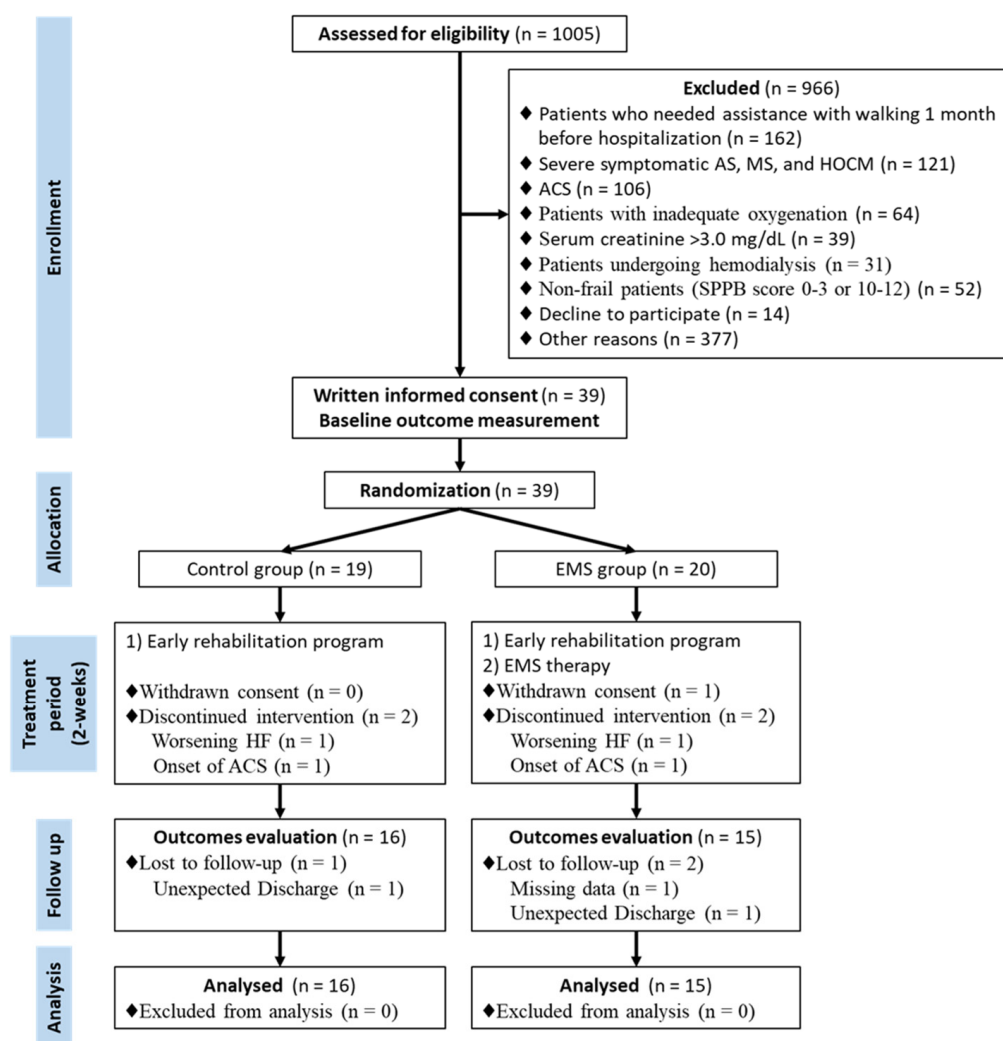 Assessed for eligibility (n = 1005)
Excluded (n = 966)
♦ Patients who needed assistance with walking 1 month
before hospitalization (n = 162)
♦ Severe symptomatic AS, MS, and HOCM (n = 121)
♦ ACS (n = 106)
♦ Patients with inadequate oxygenation (n = 64)
♦ Serum creatinine >3.0 mg/dL (n = 39)
♦ Patients undergoing hemodialysis (n = 31)
♦ Non-frail patients (SPPB score 0-3 or 10-12) (n = 52)
♦ Decline to participate (n = 14)
♦ Other reasons (n = 377)
Enrollment
Written informed consent (n = 39)
Baseline outcome measurement
Allocation
Randomization (n = 39)
Control group (n = 19)
EMS group (n = 20)
Treatment
period
(2-weeks)
1) Early rehabilitation program
♦Withdrawn consent (n = 0)
♦Discontinued intervention (n = 2)
Worsening HF (n = 1)
Onset of ACS (n = 1)
1) Early rehabilitation program
2) EMS therapy
♦Withdrawn consent (n = 1)
♦Discontinued intervention (n = 2)
Worsening HF (n = 1)
Onset of ACS (n = 1)
Follow up
Outcomes evaluation (n = 16)
♦Lost to follow-up (n = 1)
Unexpected Discharge (n = 1)
Outcomes evaluation (n = 15)
♦Lost to follow-up (n = 2)
Missing data (n = 1)
Unexpected Discharge (n = 1)
Analysis
Analysed (n = 16)
♦Excluded from analysis (n = 0)
Analysed (n = 15)
♦Excluded from analysis (n = 0)